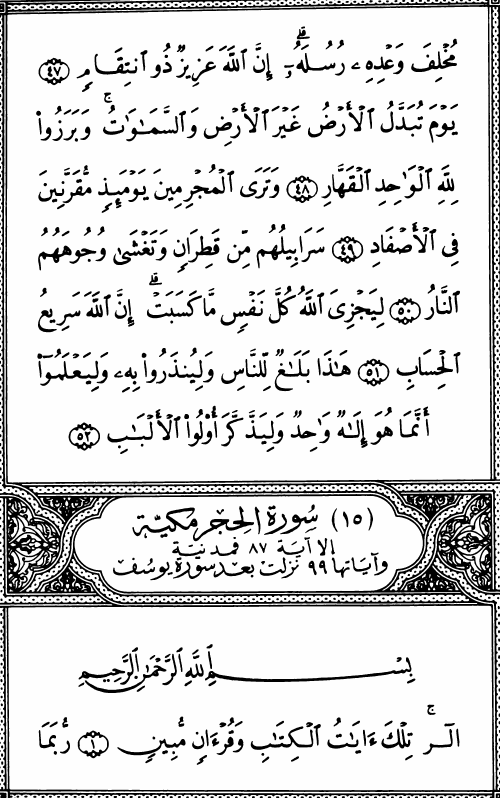 مُخْلِفَ وَعْدِهِۦ رُسُلَهُۥٓ ۗ إِنَّ ٱللَّهَ عَزِيزٌ ذُو ٱنتِقَامٍ ٤٧
يَوْمَ تُبَدَّلُ ٱلْأَرْضُ غَيْرَ ٱلْأَرْضِ وَٱلسَّمَٰوَٰتُ ۖ وَبَرَزُوا۟
لِلَّهِ ٱلْوَٰحِدِ ٱلْقَهَّارِ ٤٨ وَتَرَى ٱلْمُجْرِمِينَ يَوْمَئِذٍ مُّقَرَّنِينَ
فِى ٱلْأَصْفَادِ ٤٩ سَرَابِيلُهُم مِّن قَطِرَانٍ وَتَغْشَىٰ وُجُوهَهُمُ
ٱلنَّارُ ٥٠ لِيَجْزِىَ ٱللَّهُ كُلَّ نَفْسٍ مَّا كَسَبَتْ ۗ إِنَّ ٱللَّهَ سَرِيعُ
ٱلْحِسَابِ ٥١ هَٰذَا بَلَٰغٌ لِّلنَّاسِ وَلِيُنذَرُوا۟ بِهِۦ وَلِيَعْلَمُوٓا۟
أَنَّمَا هُوَ إِلَٰهٌ وَٰحِدٌ وَلِيَذَّكَّرَ أُو۟لُوا۟ ٱلْأَلْبَٰبِ ٥٢
(١٥) سُورَة الحِجر مكيّة
إلا آية ٨٧ فمدنية
وآياتها ٩٩ نزلت بعد سورة يوسف
بِسْمِ ٱللَّهِ ٱلرَّحْمَٰنِ ٱلرَّحِيمِ
الٓر ۚ تِلْكَ ءَايَٰتُ ٱلْكِتَٰبِ وَقُرْءَانٍ مُّبِينٍ ١ رُّبَمَا